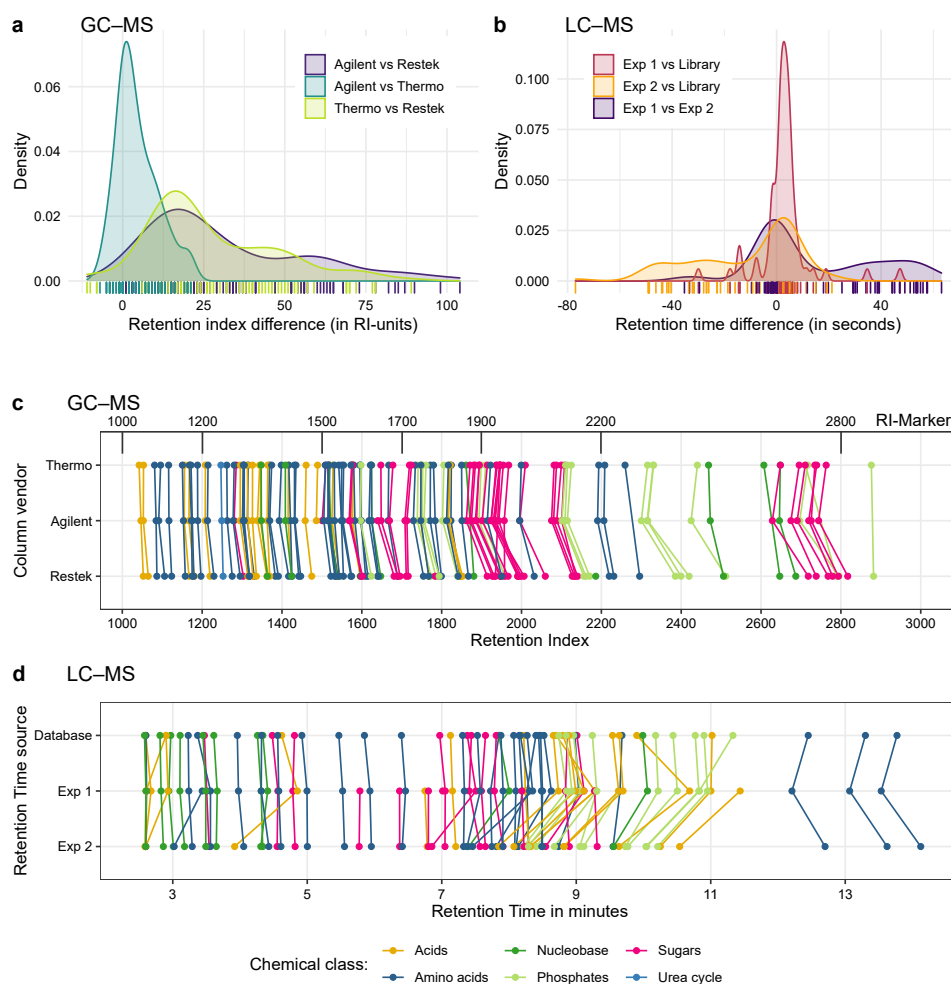 a GC–MS
Density
0.06
0.04
0.02
0.00
Agilent vs Restek
Agilent vs Thermo
Thermo vs Restek
0 25 50 75 100
Retention index difference (in RI-units)
b LC–MS
Density
0.100
0.075
0.050
0.025
0.000
Exp 1 vs Library
Exp 2 vs Library
Exp 1 vs Exp 2
-80 -40 0 40
Retention time difference (in seconds)
c GC–MS
1000 1200 1500 1700 1900 2200 2800 RI-Marker
Column vendor
Thermo
Agilent
Restek
1000 1200 1400 1600 1800 2000 2200 2400 2600 2800 3000
Retention Index
d LC–MS
Retention Time source
Database
Exp 1
Exp 2
3 5 7 9 11 13
Retention Time in minutes
Chemical class:
Acids Nucleobase Sugars
Amino acids Phosphates Urea cycle